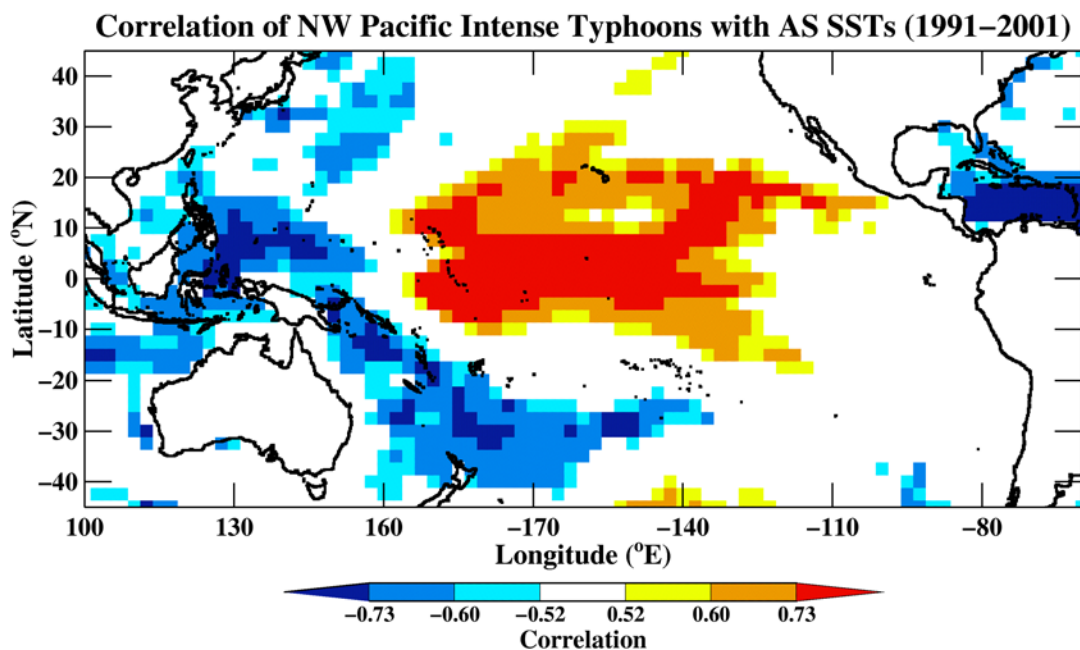 Correlation of NW Pacific Intense Typhoons with AS SSTs (1991−2001)
40
30
20
10
0
−10
−20
−30
−40
Latitude (°N)
100 130 160 −170 −140 −110 −80
Longitude (°E)
−0.73 −0.60 −0.52 0.52 0.60 0.73
Correlation